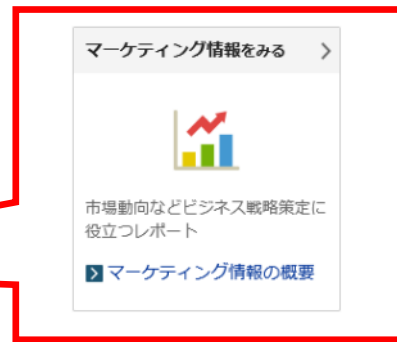 マーケティング情報をみる
市場動向などビジネス戦略策定に
役立つレポート
マーケティング情報の概要